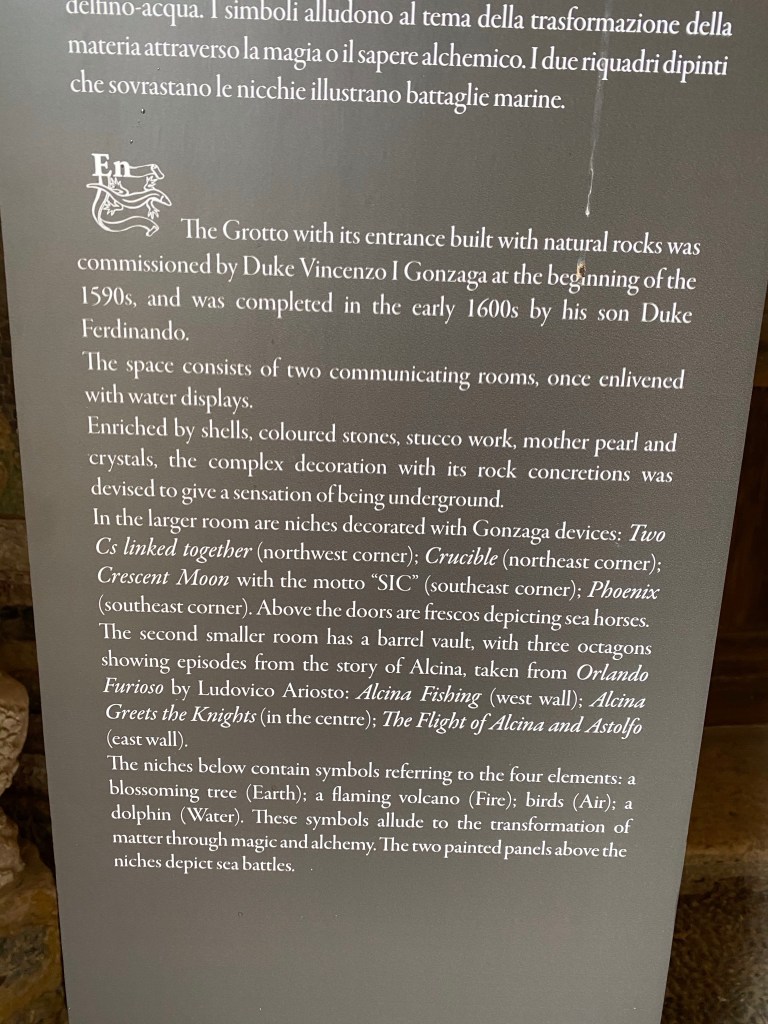 delfino-acqua. I simboli alludono al tema della trasformazione della
materia attraverso la magia o il sapere alchemico. I due riquadri dipinti
che sovrastano le nicchie illustrano battaglie marine.
En
The Grotto with its entrance built with natural rocks was
commissioned by Duke Vincenzo I Gonzaga at the beginning of the
1590s, and was completed in the early 1600s by his son Duke
Ferdinando.
The space consists of two communicating rooms, once enlivened
with water displays.
Enriched by shells, coloured stones, stucco work, mother pearl and
crystals, the complex decoration with its rock concretions was
devised to give a sensation of being underground.
In the larger room are niches decorated with Gonzaga devices: Two
Cs linked together (northwest corner); Crucible (northeast corner);
Crescent Moon with the motto “SIC” (southeast corner); Phoenix
(southeast corner). Above the doors are frescos depicting sea horses.
The second smaller room has a barrel vault, with three octagons
showing episodes from the story of Alcina, taken from Orlando
Furioso by Ludovico Ariosto: Alcina Fishing (west wall); Alcina
Greets the Knights (in the centre); The Flight of Alcina and Astolfo
(east wall).
The niches below contain symbols referring to the four elements: a
blossoming tree (Earth); a flaming volcano (Fire); birds (Air); a
dolphin (Water). These symbols allude to the transformation of
matter through magic and alchemy. The two painted panels above the
niches depict sea battles.